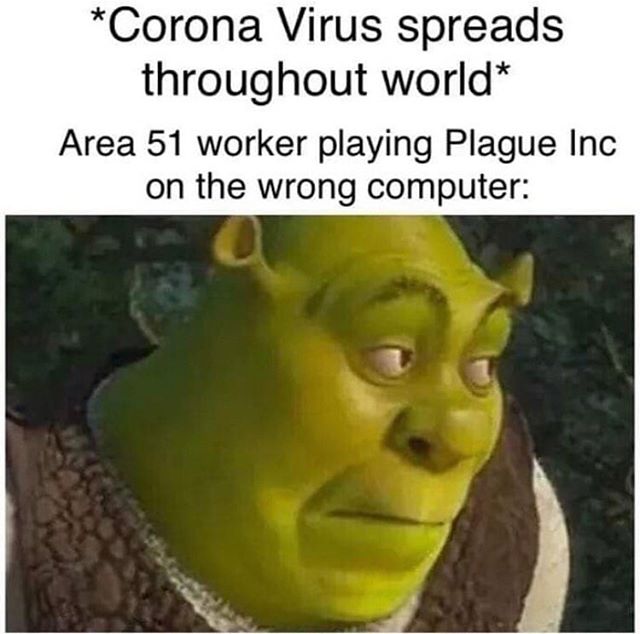 *Corona Virus spreads
throughout world*
Area 51 worker playing Plague Inc
on the wrong computer: